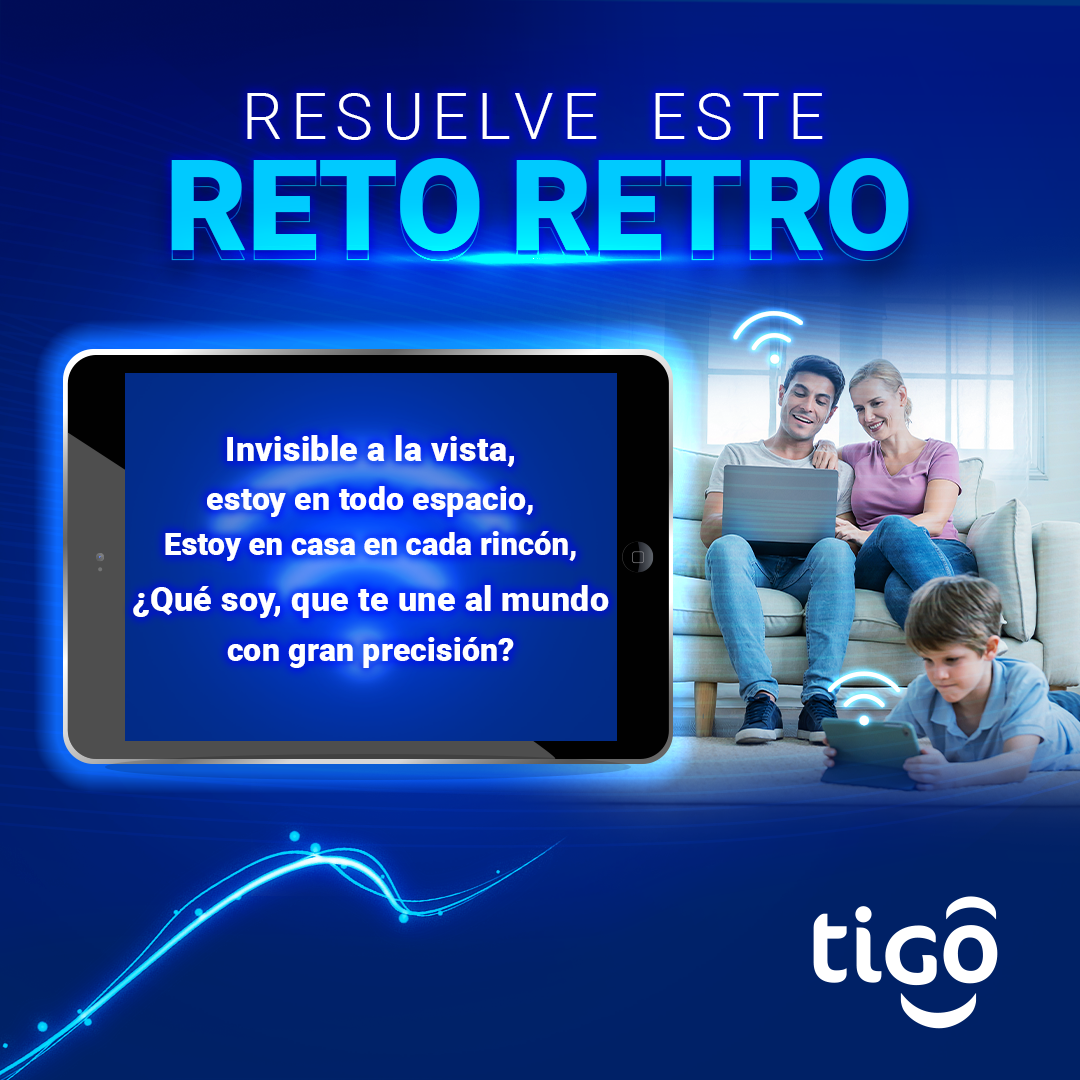 RESUELVE ESTE
RETO RETRO
Invisible a la vista,
estoy en todo espacio,
Estoy en casa en cada rincón,
¿Qué soy, que te une al mundo
con gran precisión?
tigo